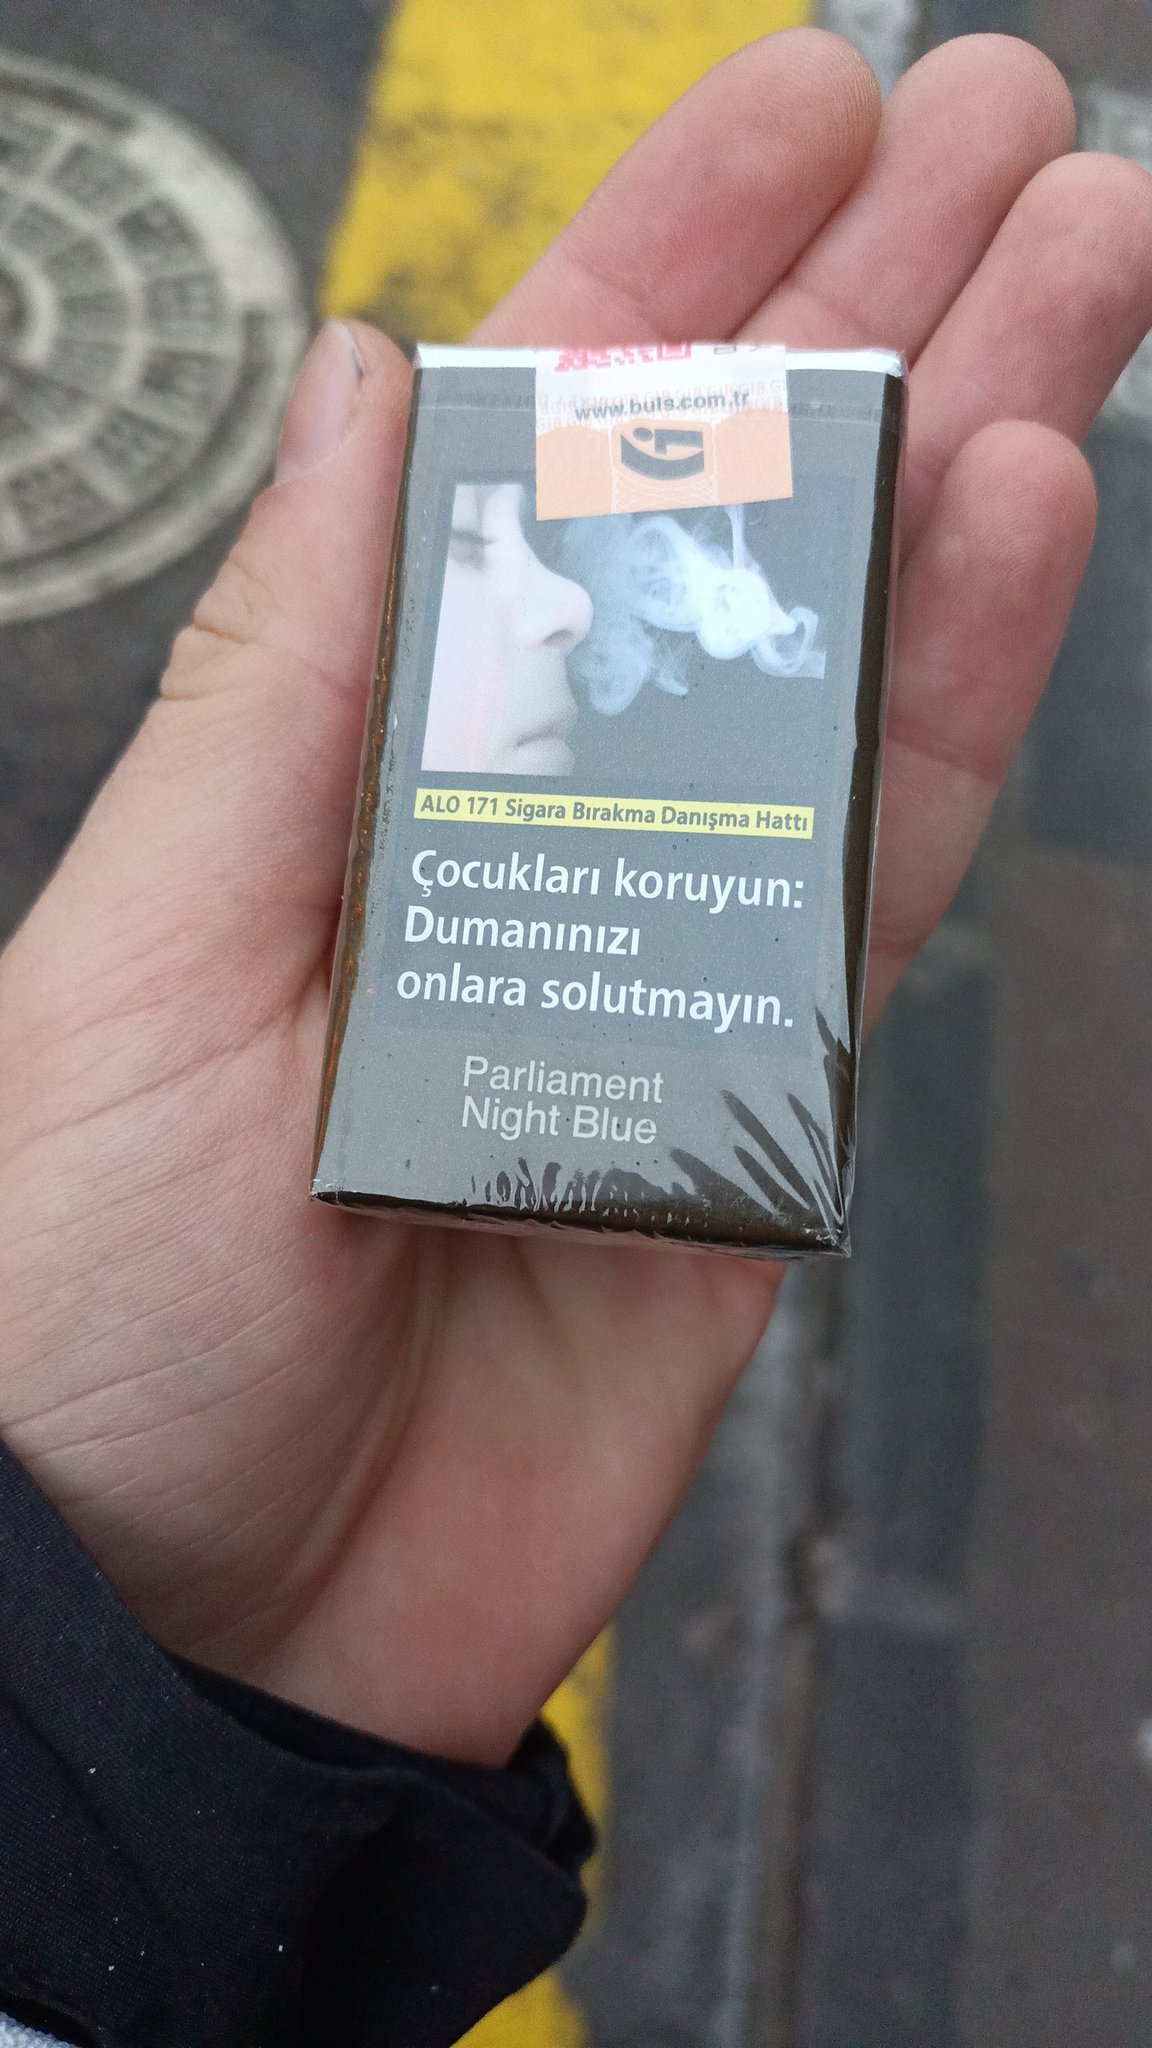 www.buis.com.tr
ALO 171 Sigara Bırakma Danışma Hattı
Çocukları koruyun:
Dumanınızı
onlara solutmayın.
Parliament
Night Blue